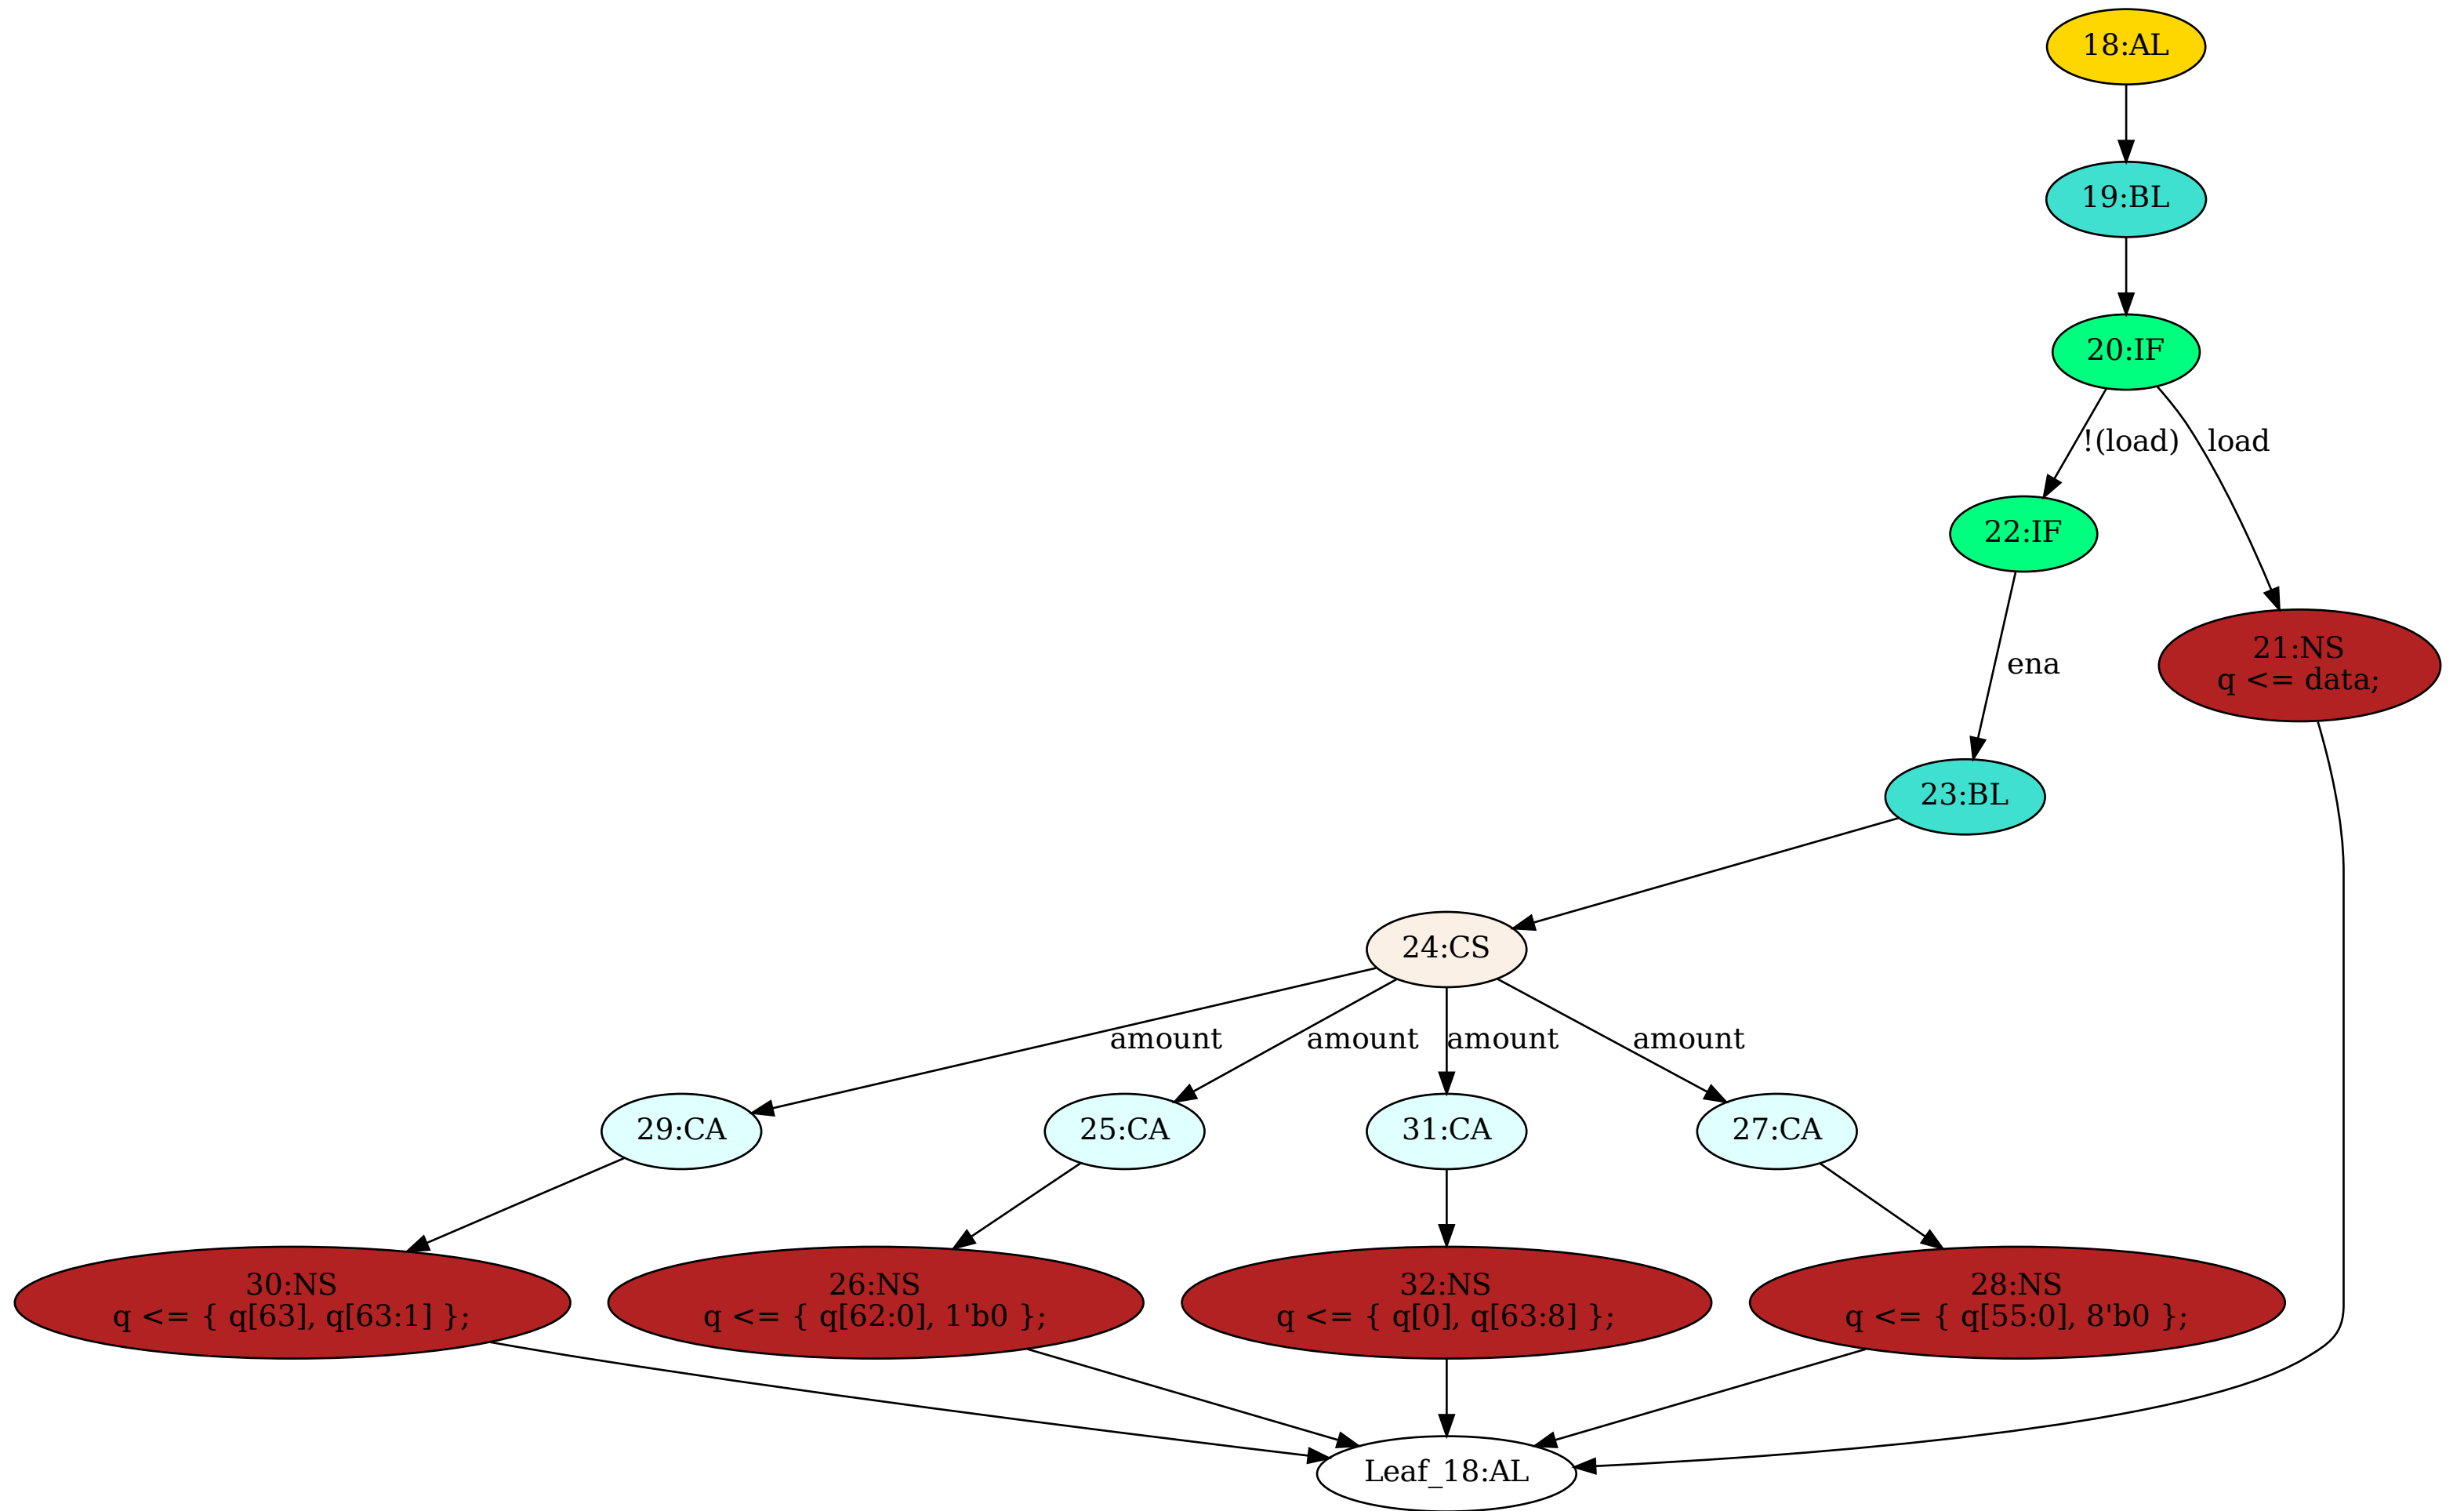 18:AL
19:BL
20:IF
!(load)
load
22:IF
21:NS
q <= data;
ena
23:BL
24:CS
amount
amount
amount
amount
29:CA
25:CA
31:CA
27:CA
30:NS
q <= { q[63], q[63:1] };
26:NS
q <= { q[62:0], 1'b0 };
32:NS
q <= { q[0], q[63:8] };
28:NS
q <= { q[55:0], 8'b0 };
Leaf_18:AL